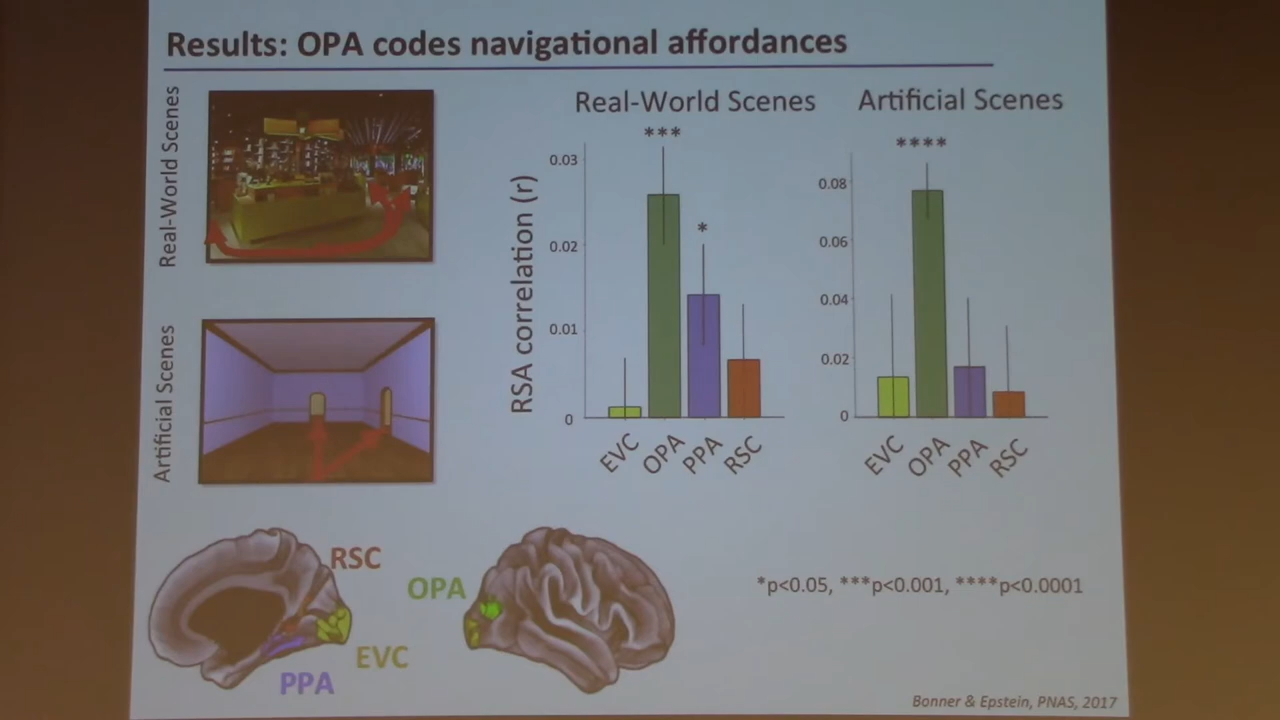 Results: OPA codes navigational affordances
Real-World Scenes
Artificial Scenes
Real-World Scenes
***
*
RSA correlation (r)
0.03
0.02
0.01
0
EVC
OPA
PPA
RSC
Artificial Scenes
****
0.08
0.06
0.04
0.02
0
EVC
OPA
PPA
RSC
RSC
OPA
EVC
PPA
*p<0.05, ***p<0.001, ****p<0.0001
Bonner & Epstein, PNAS, 2017